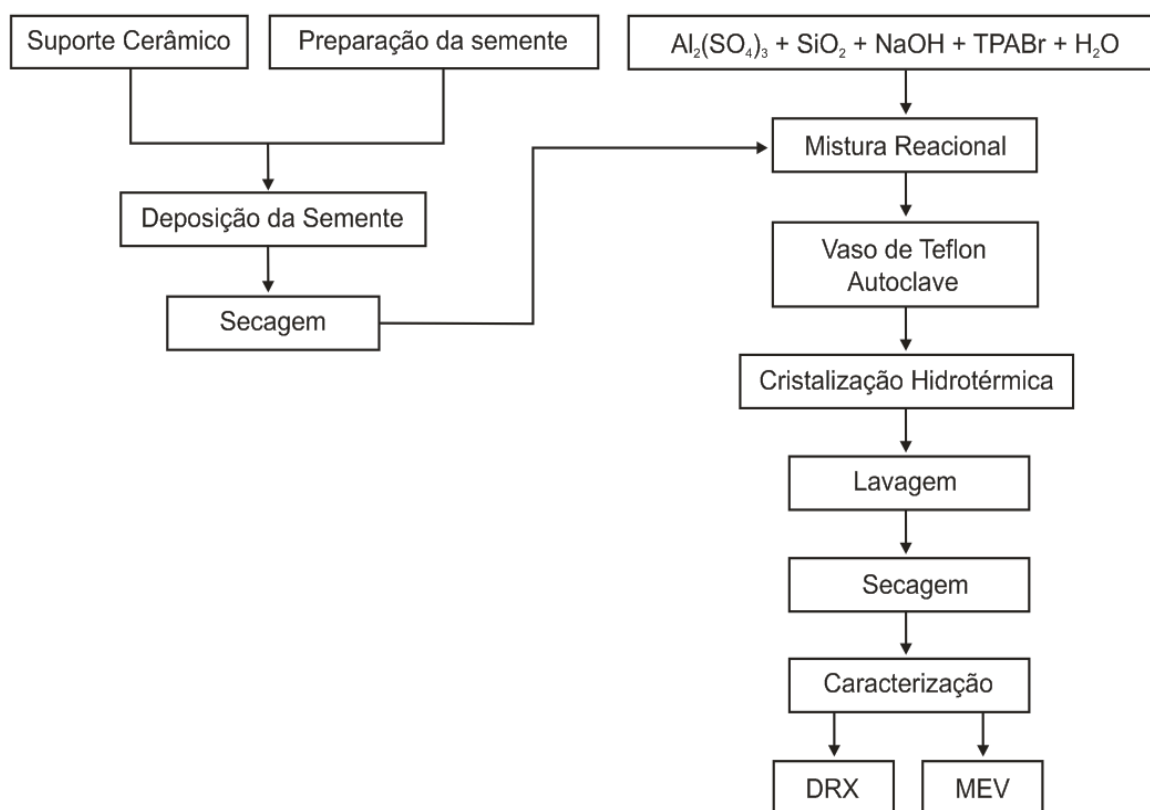 Suporte Cerâmico
Preparação da semente
Al₂(SO₄)₃ + SiO₂ + NaOH + TPABr + H₂O
Deposição da Semente
Secagem
Mistura Reacional
Vaso de Teflon
Autoclave
Cristalização Hidrotérmica
Lavagem
Secagem
Caracterização
DRX
MEV